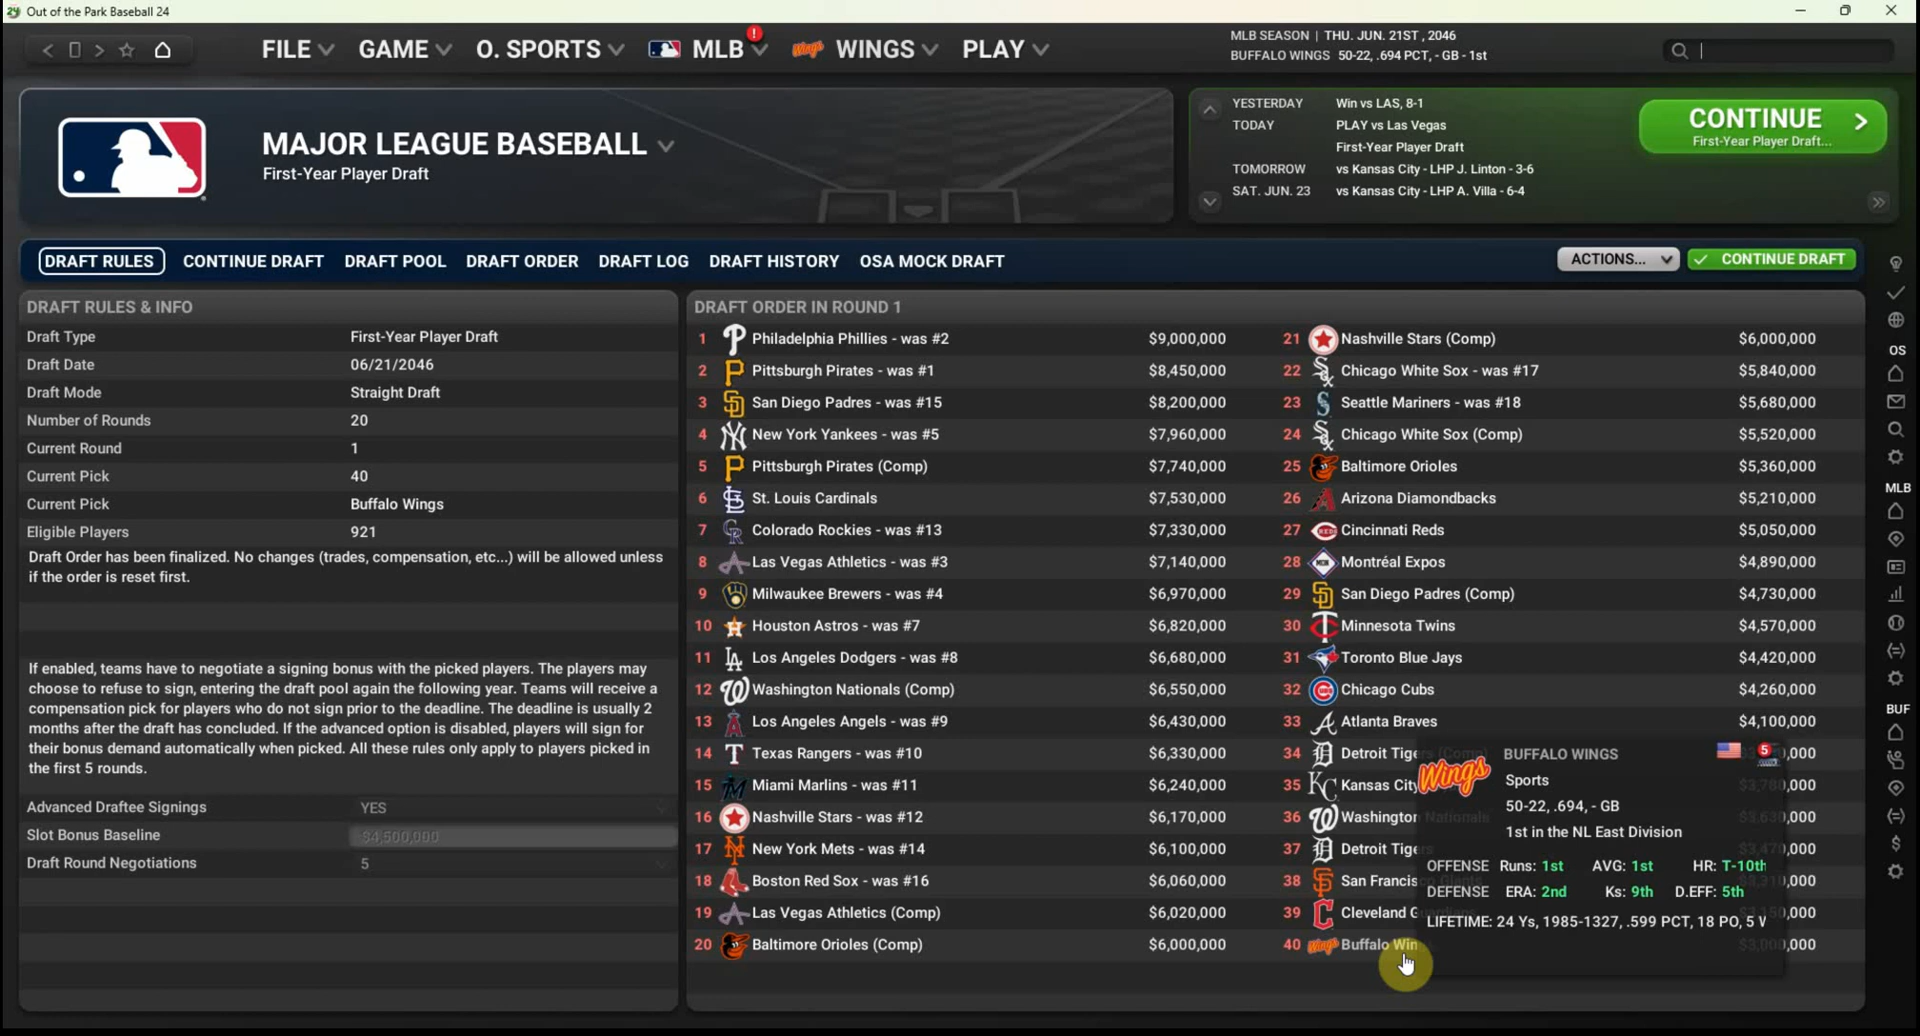 Out of the Park Baseball 24
FILE GAME O. SPORTS MLB ! WINGS PLAY
MLB SEASON | THU. JUN. 21ST , 2046
BUFFALO WINGS 50-22, .694 PCT, - GB - 1st
MAJOR LEAGUE BASEBALL
First-Year Player Draft
YESTERDAY Win vs LAS, 8-1
TODAY PLAY vs Las Vegas
First-Year Player Draft
TOMORROW vs Kansas City - LHP J. Linton - 3-6
SAT. JUN. 23 vs Kansas City - LHP A. Villa - 6-4
CONTINUE
First-Year Player Draft...
DRAFT RULES CONTINUE DRAFT DRAFT POOL DRAFT ORDER DRAFT LOG DRAFT HISTORY OSA MOCK DRAFT
ACTIONS... CONTINUE DRAFT
DRAFT RULES & INFO
Draft Type First-Year Player Draft
Draft Date 06/21/2046
Draft Mode Straight Draft
Number of Rounds 20
Current Round 1
Current Pick 40
Current Pick Buffalo Wings
Eligible Players 921
Draft Order has been finalized. No changes (trades, compensation, etc...) will be allowed unless
if the order is reset first.
If enabled, teams have to negotiate a signing bonus with the picked players. The players may
choose to refuse to sign, entering the draft pool again the following year. Teams will receive a
compensation pick for players who do not sign prior to the deadline. The deadline is usually 2
months after the draft has concluded. If the advanced option is disabled, players will sign for
their bonus demand automatically when picked. All these rules only apply to players picked in
the first 5 rounds.
Advanced Draftee Signings YES
Slot Bonus Baseline $4,500,000
Draft Round Negotiations 5
DRAFT ORDER IN ROUND 1
1 Philadelphia Phillies - was #2 $9,000,000
2 Pittsburgh Pirates - was #1 $8,450,000
3 San Diego Padres - was #15 $8,200,000
4 New York Yankees - was #5 $7,960,000
5 Pittsburgh Pirates (Comp) $7,740,000
6 St. Louis Cardinals $7,530,000
7 Colorado Rockies - was #13 $7,330,000
8 Las Vegas Athletics - was #3 $7,140,000
9 Milwaukee Brewers - was #4 $6,970,000
10 Houston Astros - was #7 $6,820,000
11 Los Angeles Dodgers - was #8 $6,680,000
12 Washington Nationals (Comp) $6,550,000
13 Los Angeles Angels - was #9 $6,430,000
14 Texas Rangers - was #10 $6,330,000
15 Miami Marlins - was #11 $6,240,000
16 Nashville Stars - was #12 $6,170,000
17 New York Mets - was #14 $6,100,000
18 Boston Red Sox - was #16 $6,060,000
19 Las Vegas Athletics (Comp) $6,020,000
20 Baltimore Orioles (Comp) $6,000,000
21 Nashville Stars (Comp) $6,000,000
22 Chicago White Sox - was #17 $5,840,000
23 Seattle Mariners - was #18 $5,680,000
24 Chicago White Sox (Comp) $5,520,000
25 Baltimore Orioles $5,360,000
26 Arizona Diamondbacks $5,210,000
27 Cincinnati Reds $5,050,000
28 Montréal Expos $4,890,000
29 San Diego Padres (Comp) $4,730,000
30 Minnesota Twins $4,570,000
31 Toronto Blue Jays $4,420,000
32 Chicago Cubs $4,260,000
33 Atlanta Braves $4,100,000
34 Detroit Tige
35 Kansas City
36 Washington Nationals $3,630,000
37 Detroit Tige
38 San Francis
39 Cleveland G
40 Buffalo Win
Wings
BUFFALO WINGS 5
Sports
50-22, .694, - GB
1st in the NL East Division
OFFENSE Runs: 1st AVG: 1st HR: T-10th
DEFENSE ERA: 2nd Ks: 9th D.EFF: 5th
LIFETIME: 24 Ys, 1985-1327, .599 PCT, 18 PO, 5 W
OS
MLB
BUF